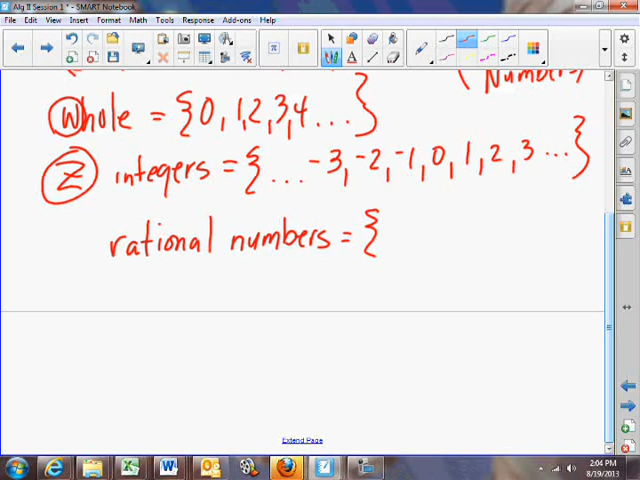 Alg II Session 1 * - SMART Notebook
File Edit View Insert Format Tools Response Add-ons Help
Numbers
Whole = {0, 1, 2, 3, 4 ... }
Z integers = { ... -3, -2, -1, 0, 1, 2, 3 ... }
rational numbers = {
Extend Page
2:04 PM
8/19/2013